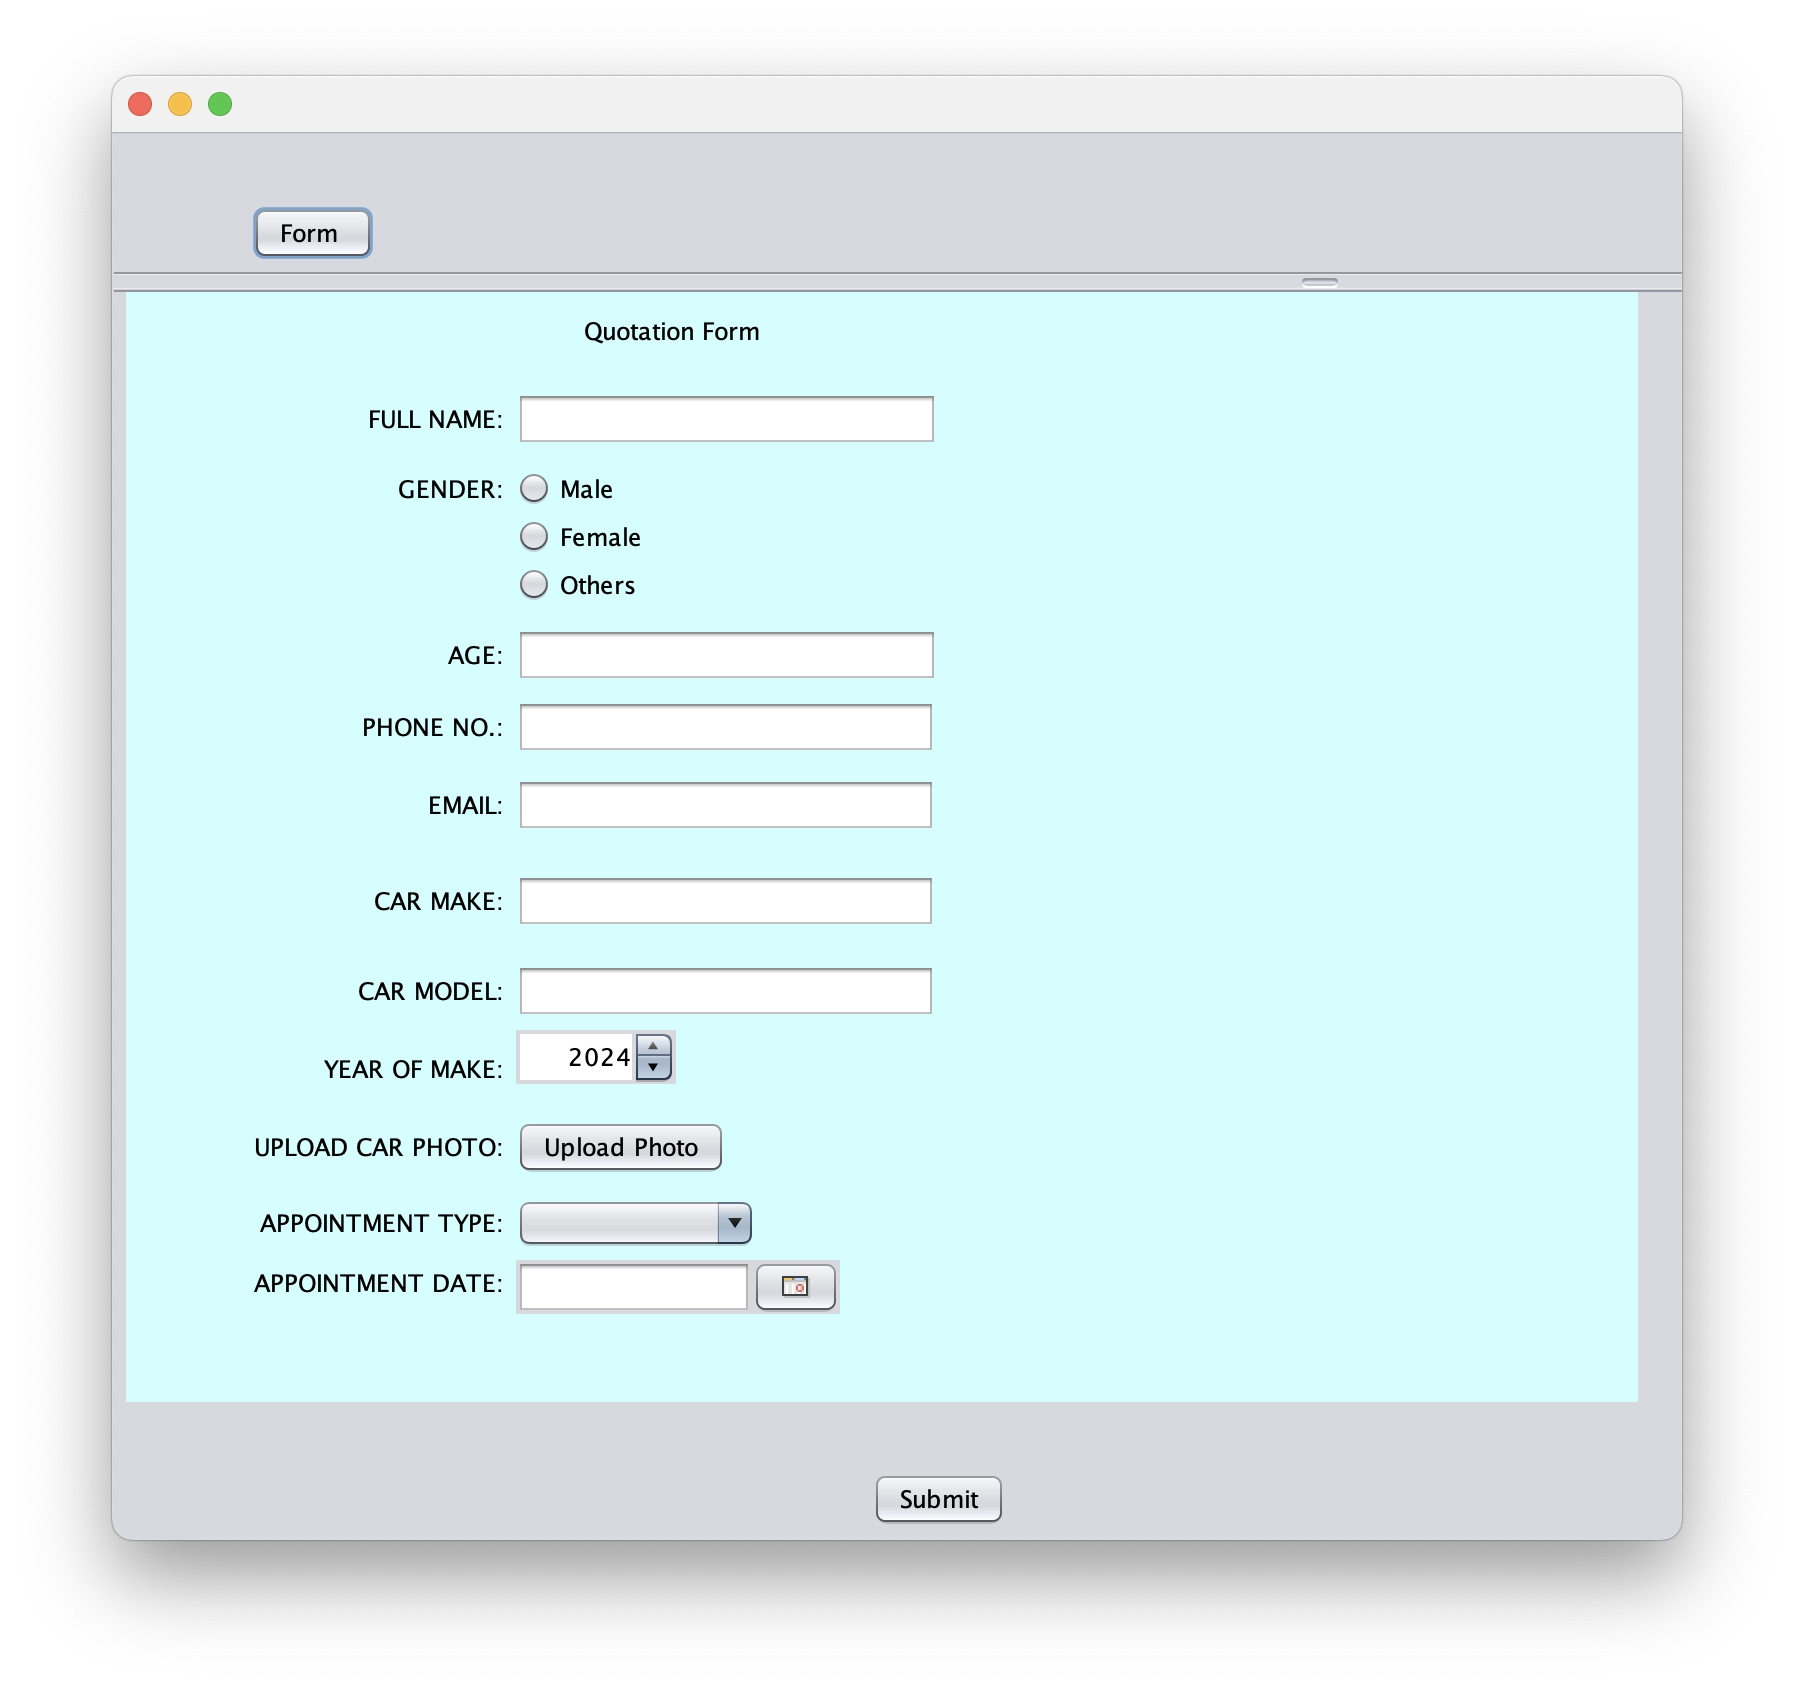 Form
Quotation Form
FULL NAME:
GENDER: Male
Female
Others
AGE:
PHONE NO.:
EMAIL:
CAR MAKE:
CAR MODEL:
YEAR OF MAKE: 2024
UPLOAD CAR PHOTO: Upload Photo
APPOINTMENT TYPE:
APPOINTMENT DATE:
Submit